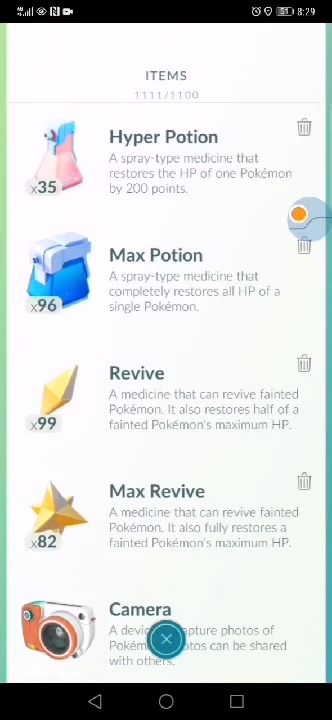 8:29
ITEMS
1111/1100
Hyper Potion
A spray-type medicine that
restores the HP of one Pokémon
by 200 points.
x35
Max Potion
A spray-type medicine that
completely restores all HP of a
single Pokémon.
x96
Revive
A medicine that can revive fainted
Pokémon. It also restores half of a
fainted Pokémon's maximum HP.
x99
Max Revive
A medicine that can revive fainted
Pokémon. It also fully restores a
fainted Pokémon's maximum HP.
x82
Camera
A capture photos of
can be shared
with others.